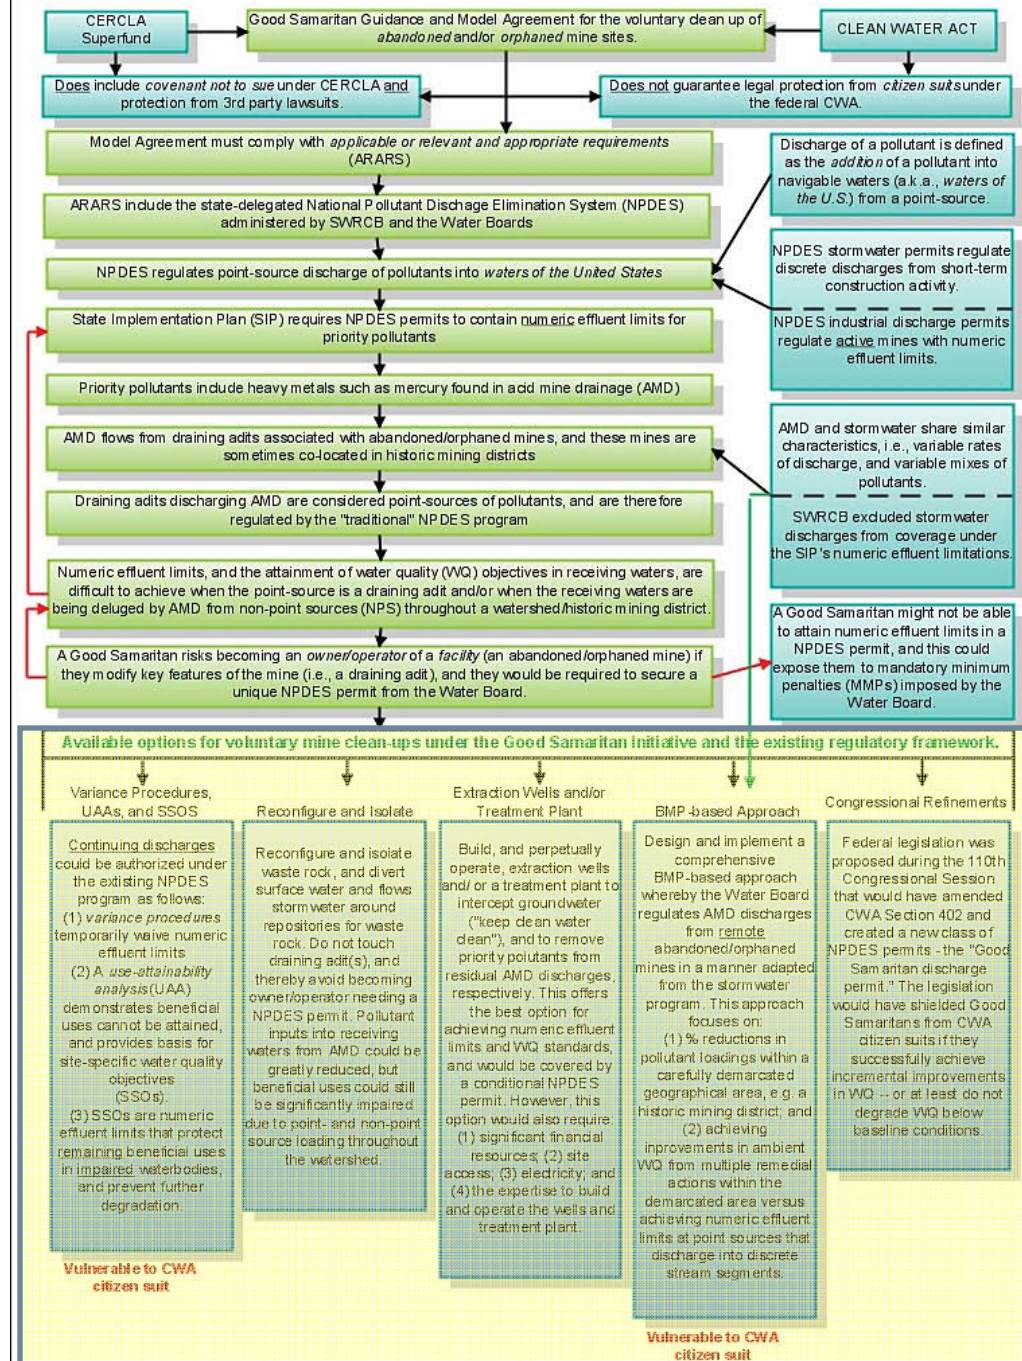 CERCLA
Superfund
Good Samaritan Guidance and Model Agreement for the voluntary clean up of
abandoned and/or orphaned mine sites.
CLEAN WATER ACT
Does include covenant not to sue under CERCLA and
protection from 3rd party lawsuits.
Does not guarantee legal protection from citizen suits under
the federal CWA.
Model Agreement must comply with applicable or relevant and appropriate requirements
(ARARS)
ARARS include the state-delegated National Pollutant Dischage Elimination System (NPDES)
administered by SWRCB and the Water Boards
NPDES regulates point-source discharge of pollutants into waters of the United States
State Implementation Plan (SIP) requires NPDES permits to contain numeric effluent limits for
priority pollutants
Priority pollutants include heavy metals such as mercury found in acid mine drainage (AMD)
AMD flows from draining adits associated with abandoned/orphaned mines, and these mines are
sometimes co-located in historic mining districts
Draining adits discharging AMD are considered point-sources of pollutants, and are therefore
regulated by the "traditional" NPDES program
Numeric effluent limits, and the attainment of water quality (WQ) objectives in receiving waters, are
difficult to achieve when the point-source is a draining adit and/or when the receiving waters are
being deluged by AMD from non-point sources (NPS) throughout a watershed/historic mining district.
A Good Samaritan risks becoming an owner/operator of a facility (an abandoned/orphaned mine) if
they modify key features of the mine (i.e., a draining adit), and they would be required to secure a
unique NPDES permit from the Water Board.
Discharge of a pollutant is defined
as the addition of a pollutant into
navigable waters (a.k.a., waters of
the U.S.) from a point-source.
NPDES stormwater permits regulate
discrete discharges from short-term
construction activity.
NPDES industrial discharge permits
regulate active mines with numeric
effluent limits.
AMD and stormwater share similar
characteristics, i.e., variable rates
of discharge, and variable mixes of
pollutants.
SWRCB excluded stormwater
discharges from coverage under
the SIP's numeric effluent limitations.
A Good Samaritan might not be able
to attain numeric effluent limits in a
NPDES permit, and this could
expose them to mandatory minimum
penalties (MMPs) imposed by the
Water Board.
Available options for voluntary mine clean-ups under the Good Samaritan Initiative and the existing regulatory framework.
Variance Procedures,
UAAs, and SSOS
Continuing discharges
could be authorized under
the existing NPDES
program as follows:
(1) variance procedures
temporarily waive numeric
effluent limits
(2) A use-attainability
analysis (UAA)
demonstrates beneficial
uses cannot be attained,
and provides basis for
site-specific water quality
objectives
(SSOs).
(3) SSOs are numeric
effluent limits that protect
remaining beneficial uses
in impaired waterbodies,
and prevent further
degradation.
Vulnerable to CWA
citizen suit
Reconfigure and Isolate
Reconfigure and isolate
waste rock, and divert
surface water and flows
stormwater around
repositories for waste
rock. Do not touch
draining adit(s), and
thereby avoid becoming
owner/operator needing a
NPDES permit. Pollutant
inputs into receiving
waters from AMD could be
greatly reduced, but
beneficial uses could still
be significantly impaired
due to point- and non-point
source loading throughout
the watershed.
Extraction Wells and/or
Treatment Plant
Build, and perpetually
operate, extraction wells
and/ or a treatment plant to
intercept groundwater
("keep clean water
clean"), and to remove
priority polutants from
residual AMD discharges,
respectively. This offers
the best option for
achieving numeric effluent
limits and WQ standards,
and would be covered by
a conditional NPDES
permit. However, this
option would also require:
(1) significant financial
resources; (2) site
access; (3) electricity; and
(4) the expertise to build
and operate the wells and
treatment plant.
BMP-based Approach
Design and implement a
comprehensive
BMP-based approach
whereby the Water Board
regulates AMD discharges
from remote
abandoned/orphaned
mines in a manner adapted
from the stormwater
program. This approach
focuses on:
(1) % reductions in
pollutant loadings within a
carefully demarcated
geographical area, e.g. a
historic mining district; and
(2) achieving
inprovements in ambient
WQ from multiple remedial
actions within the
demarcated area versus
achieving numeric effluent
limits at point sources that
discharge into discrete
stream segments.
Vulnerable to CWA
citizen suit
Congressional Refinements
Federal legislation was
proposed during the 110th
Congressional Session
that would have amended
CWA Section 402 and
created a new class of
NPDES permits - the "Good
Samaritan discharge
permit." The legislation
would have shielded Good
Samaritans from CWA
citizen suits if they
successfully achieve
incremental improvements
in WQ -- or at least do not
degrade WQ below
baseline conditions.